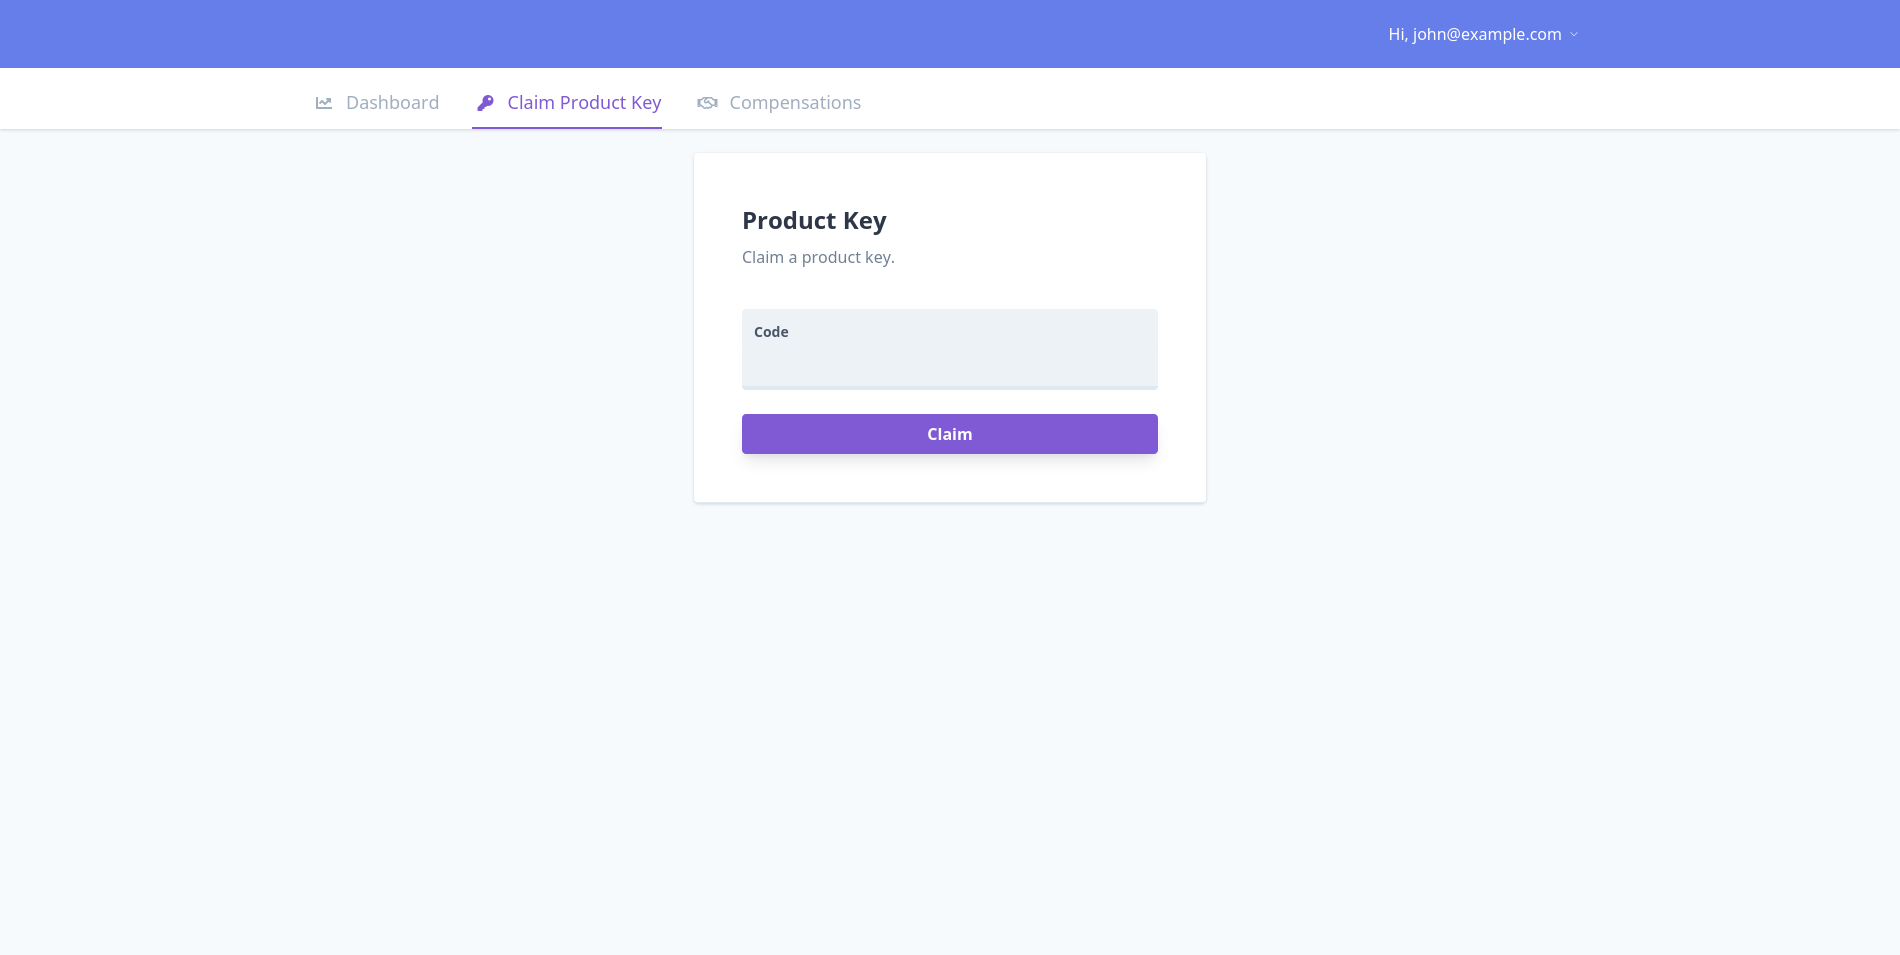 Hi, john@example.com
Dashboard Claim Product Key Compensations
Product Key
Claim a product key.
Code
Claim